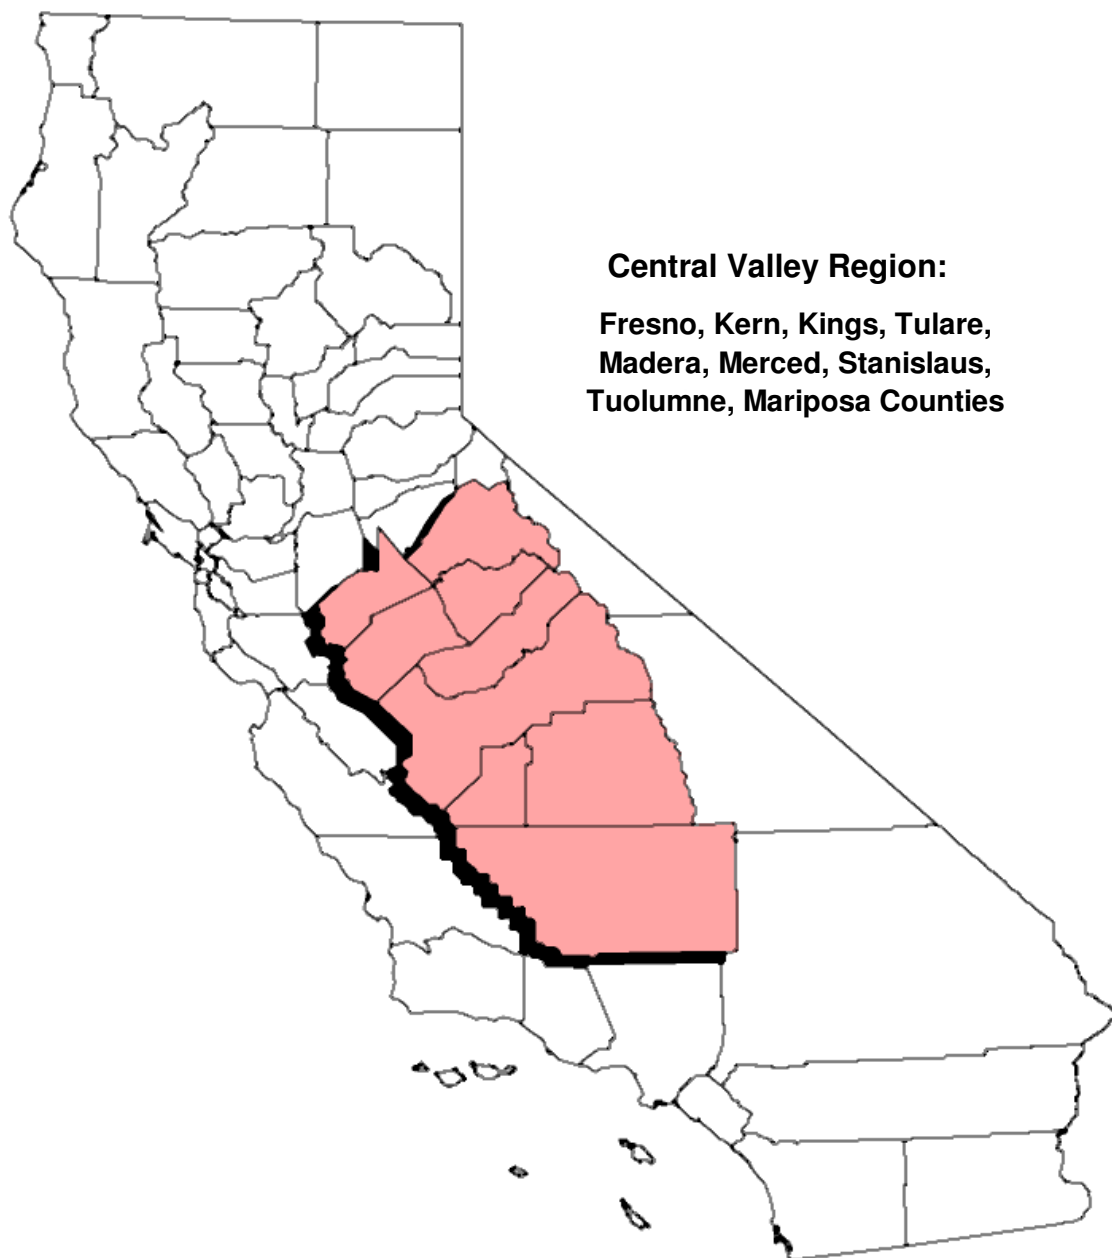 Central Valley Region:
Fresno, Kern, Kings, Tulare,
Madera, Merced, Stanislaus,
Tuolumne, Mariposa Counties